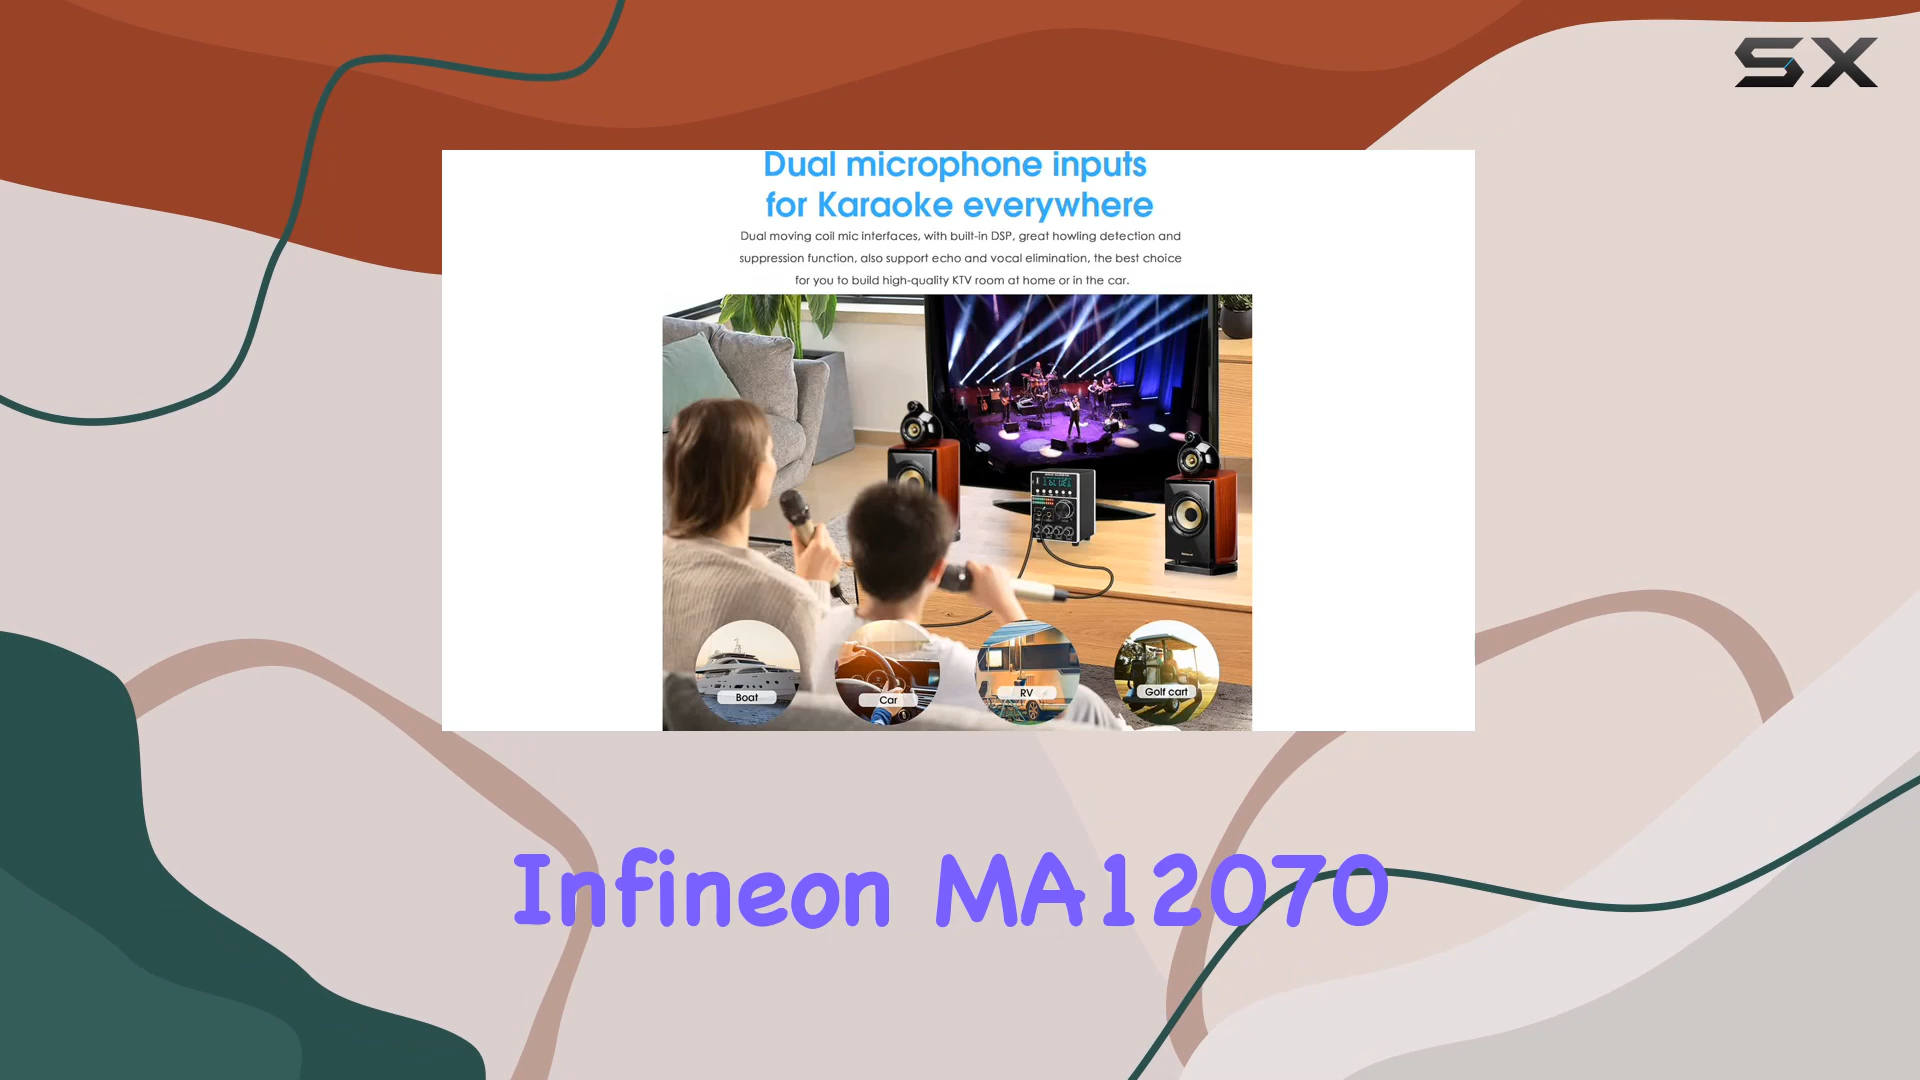 SX
Dual microphone inputs
for Karaoke everywhere
Dual moving coil mic interfaces, with built-in DSP, great howling detection and
suppression function, also support echo and vocal elimination, the best choice
for you to build high-quality KTV room at home or in the car.
Boat
Car
RV
Golf cart
Infineon MA12070